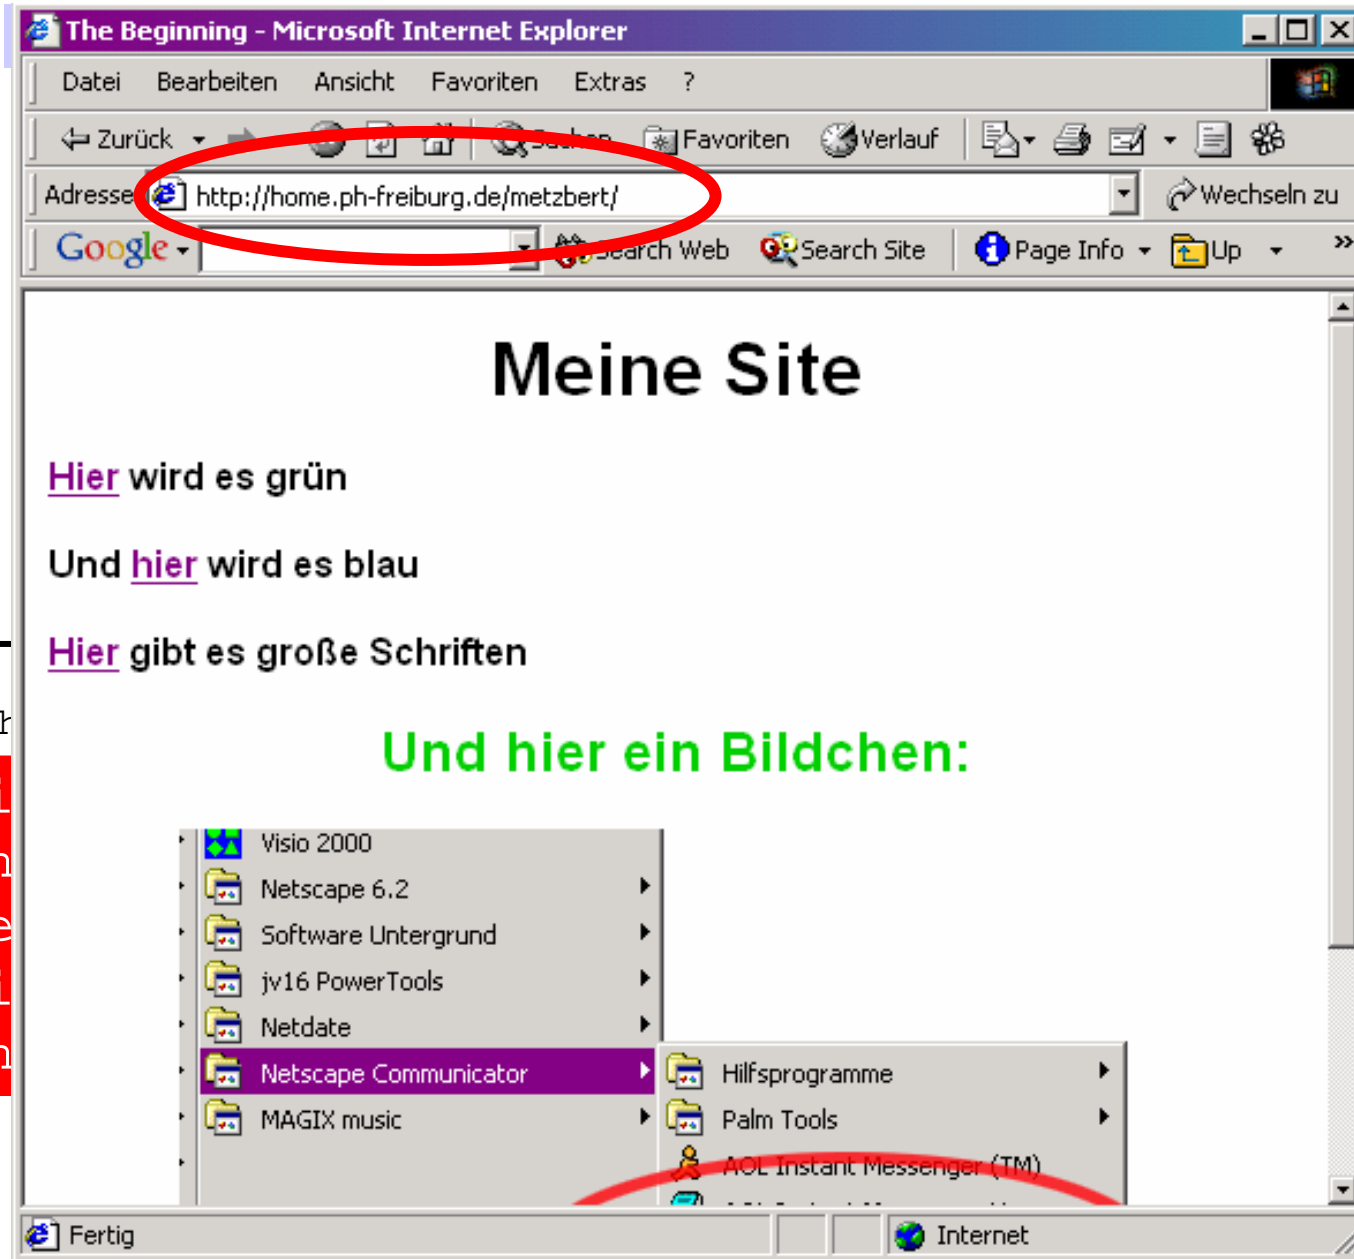 The Beginning - Microsoft Internet Explorer
Datei Bearbeiten Ansicht Favoriten Extras ?
Zurück Suchen Favoriten Verlauf
Adresse http://home.ph-freiburg.de/metzbert/ Wechseln zu
Google Search Web Search Site Page Info Up »
Meine Site
Hier wird es grün
Und hier wird es blau
Hier gibt es große Schriften
Und hier ein Bildchen:
Visio 2000
Netscape 6.2
Software Untergrund
jv16 PowerTools
Netdate
Netscape Communicator Hilfsprogramme
MAGIX music Palm Tools
AOL Instant Messenger (TM)
Fertig Internet